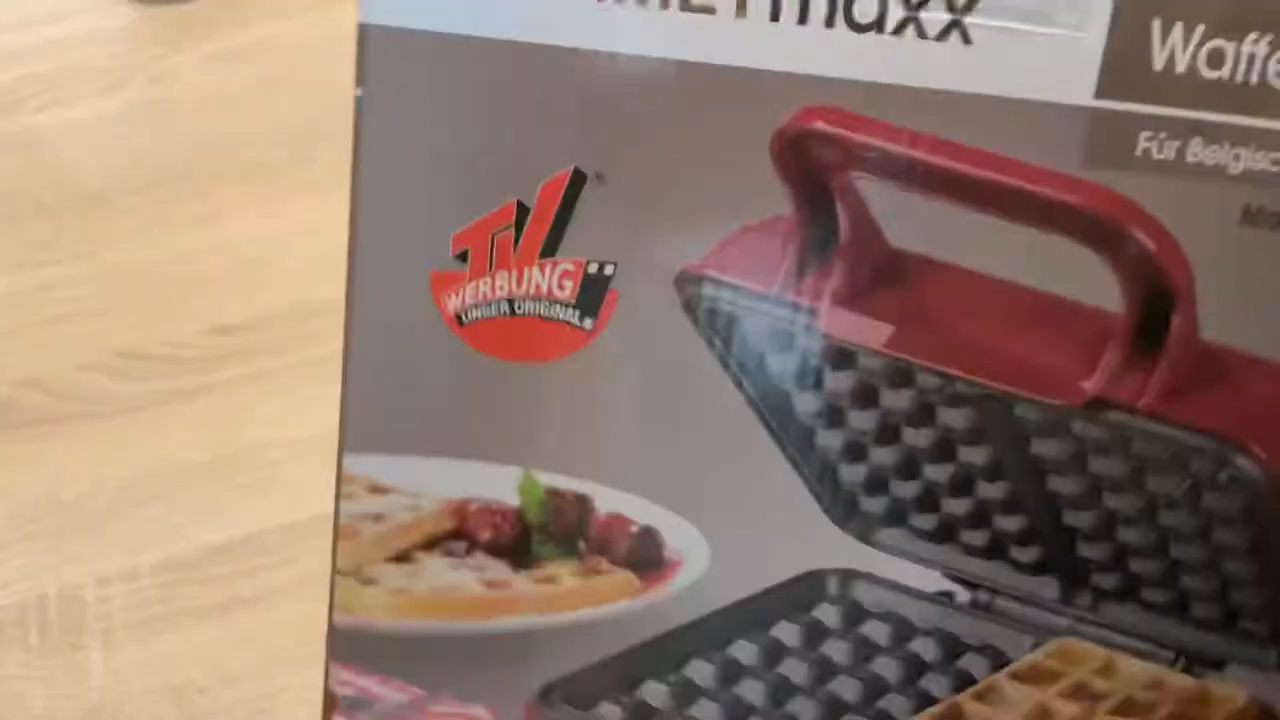 maxx
Waffe
Für Belgisc
TV
WERBUNG
UNSER ORIGINAL